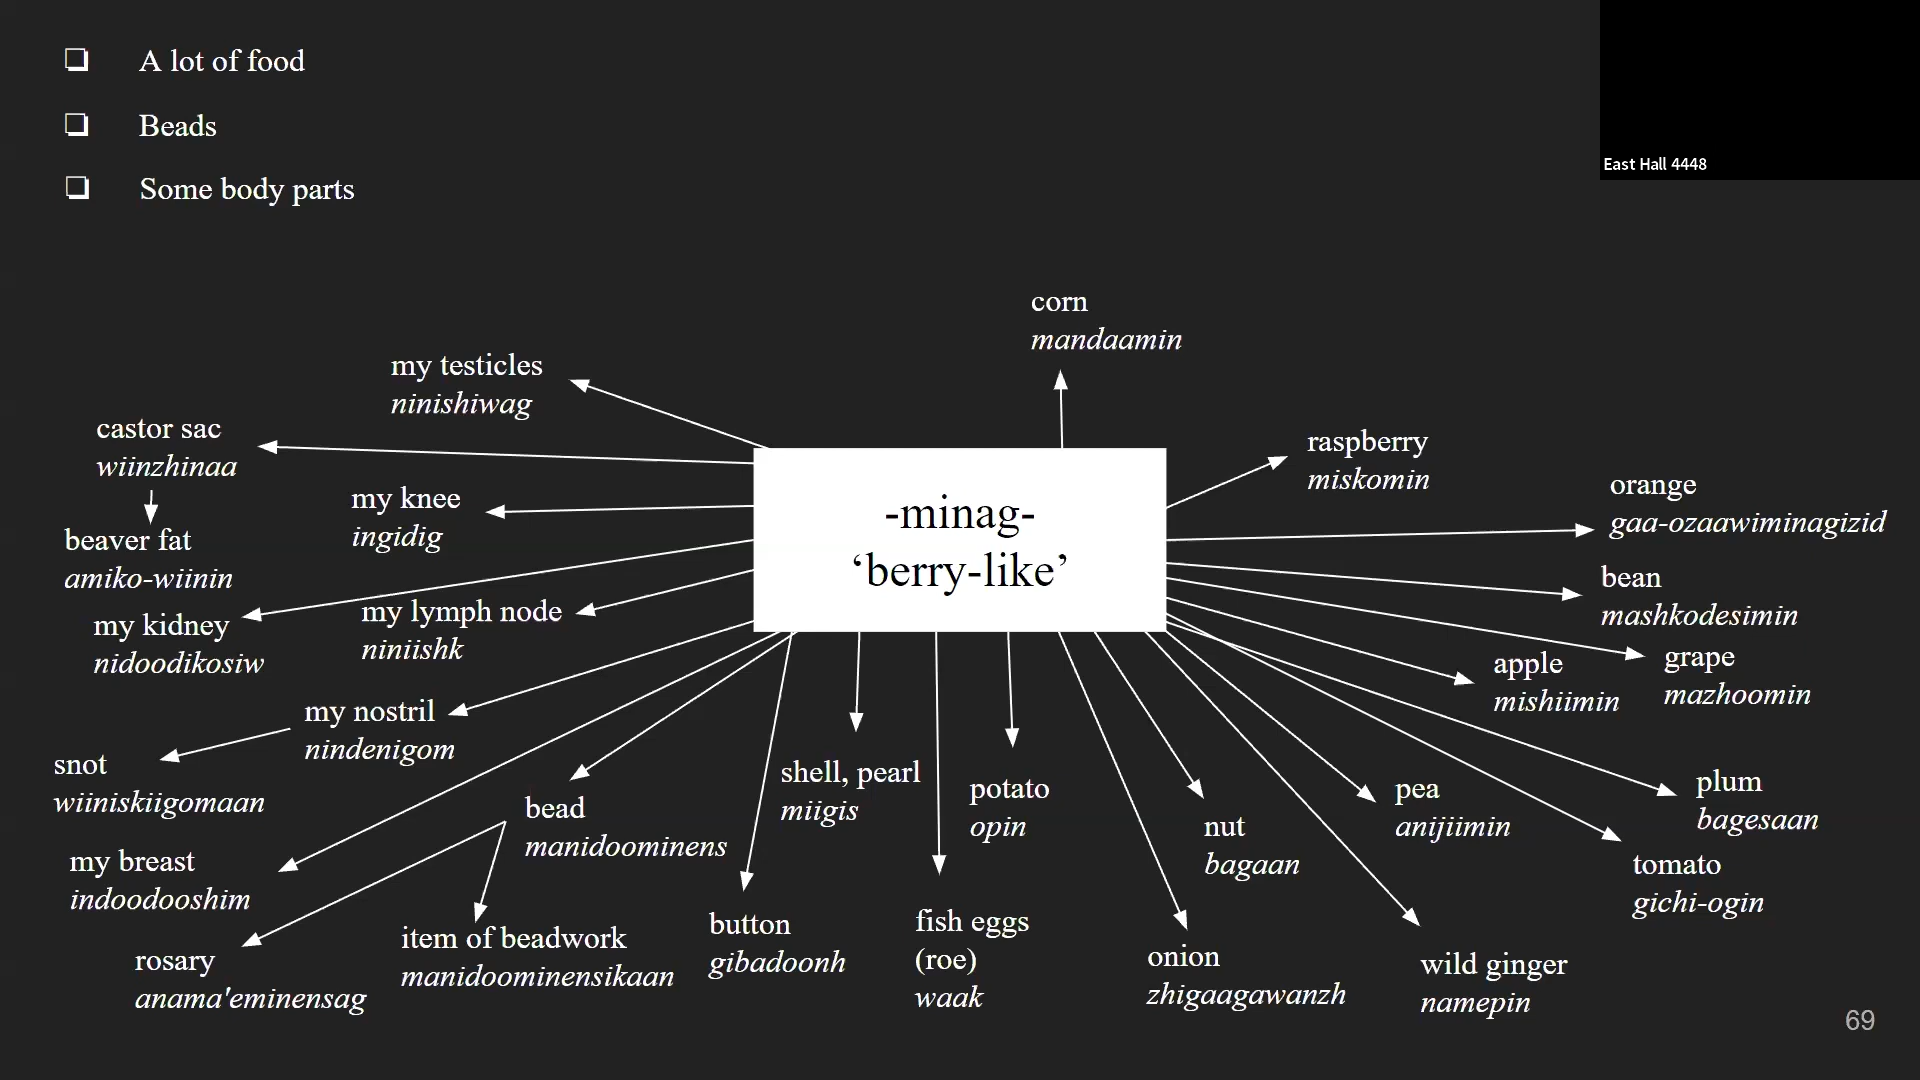 ❏ A lot of food
❏ Beads
❏ Some body parts
East Hall 4448
corn
mandaamin
my testicles
ninishiwag
castor sac
wiinzhinaa
beaver fat
amiko-wiinin
my knee
ingidig
my kidney
nidoodikosiw
my lymph node
niniishk
my nostril
nindenigom
snot
wiiniskiigomaan
my breast
indoodooshim
-minag-
‘berry-like’
raspberry
miskomin
orange
gaa-ozaawiminagizid
bean
mashkodesimin
grape
mazhoomin
apple
mishiimin
plum
bagesaan
tomato
gichi-ogin
pea
anijiimin
nut
bagaan
potato
opin
shell, pearl
miigis
bead
manidoominens
rosary
anama'eminensag
item of beadwork
manidoominensikaan
button
gibadoonh
fish eggs
(roe)
waak
onion
zhigaagawanzh
wild ginger
namepin
69